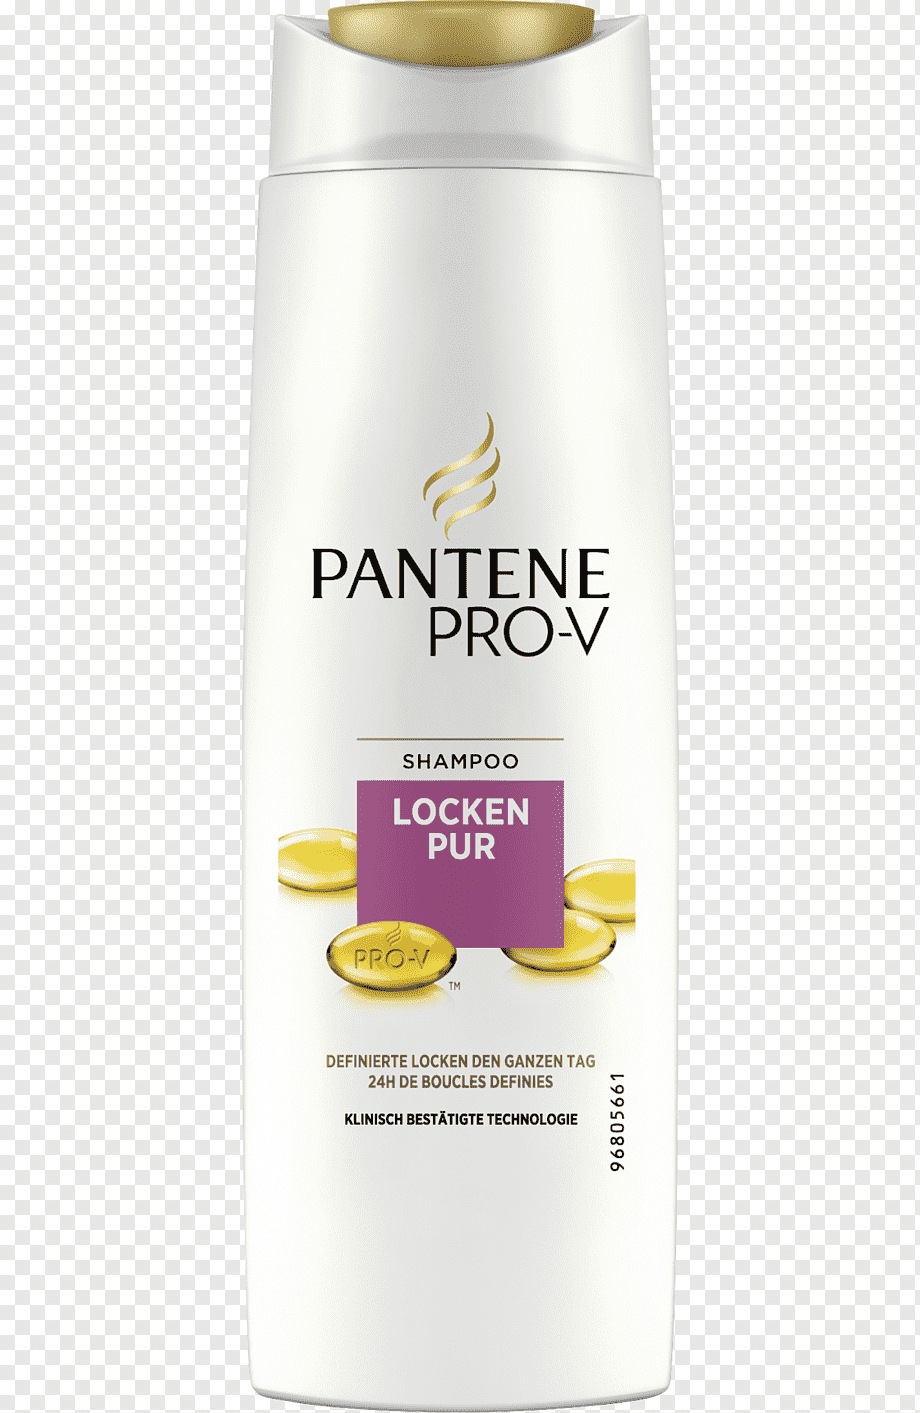 PANTENE
PRO-V
SHAMPOO
LOCKEN
PUR
PRO-V
TM
DEFINIERTE LOCKEN DEN GANZEN TAG
24H DE BOUCLES DEFINIES
KLINISCH BESTÄTIGTE TECHNOLOGIE
96805661